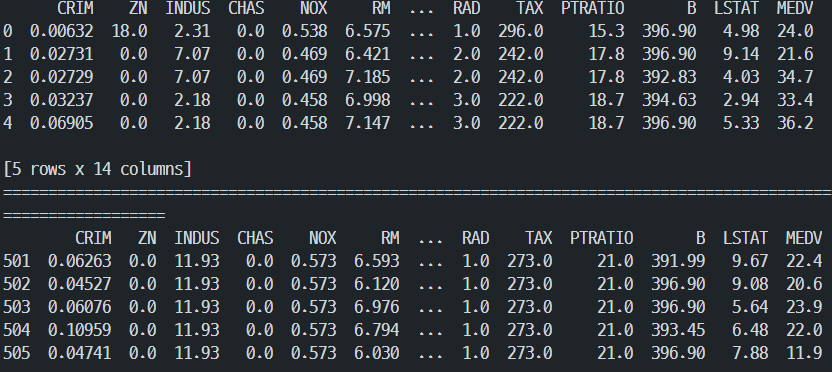 CRIM    ZN  INDUS  CHAS    NOX     RM  ...  RAD    TAX  PTRATIO       B  LSTAT  MEDV
0  0.00632  18.0   2.31   0.0  0.538  6.575  ...  1.0  296.0     15.3  396.90   4.98  24.0
1  0.02731   0.0   7.07   0.0  0.469  6.421  ...  2.0  242.0     17.8  396.90   9.14  21.6
2  0.02729   0.0   7.07   0.0  0.469  7.185  ...  2.0  242.0     17.8  392.83   4.03  34.7
3  0.03237   0.0   2.18   0.0  0.458  6.998  ...  3.0  222.0     18.7  394.63   2.94  33.4
4  0.06905   0.0   2.18   0.0  0.458  7.147  ...  3.0  222.0     18.7  396.90   5.33  36.2
[5 rows x 14 columns]
============================================================================================
==================
        CRIM   ZN  INDUS  CHAS    NOX     RM  ...  RAD    TAX  PTRATIO       B  LSTAT  MEDV
501  0.06263  0.0  11.93   0.0  0.573  6.593  ...  1.0  273.0     21.0  391.99   9.67  22.4
502  0.04527  0.0  11.93   0.0  0.573  6.120  ...  1.0  273.0     21.0  396.90   9.08  20.6
503  0.06076  0.0  11.93   0.0  0.573  6.976  ...  1.0  273.0     21.0  396.90   5.64  23.9
504  0.10959  0.0  11.93   0.0  0.573  6.794  ...  1.0  273.0     21.0  393.45   6.48  22.0
505  0.04741  0.0  11.93   0.0  0.573  6.030  ...  1.0  273.0     21.0  396.90   7.88  11.9